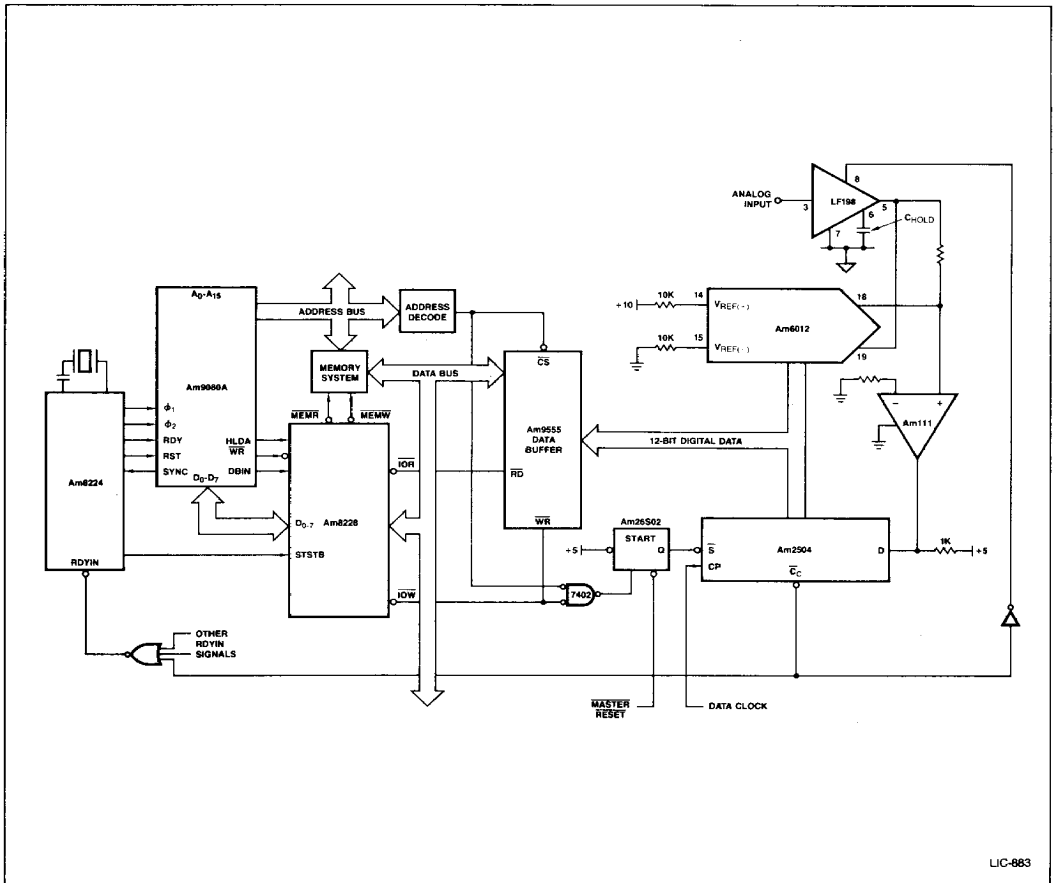 ANALOG
INPUT
3
LF198
8
5
6
7
CHOLD
+10
10K
14
VREF(+)
10K
15
VREF(-)
Am6012
18
19
A0-A15
ADDRESS BUS
ADDRESS
DECODE
MEMORY
SYSTEM
DATA BUS
CS
Am9080A
MEMR
MEMW
Am9555
DATA
BUFFER
12-BIT DIGITAL DATA
-
+
Am111
ϕ1
ϕ2
RDY
RST
SYNC
HLDA
WR
DBIN
D0-D7
IOR
RD
Am8224
D0-7
Am8228
STSTB
WR
Am26S02
START
+5
Q
S
CP
Am2504
D
1K
+5
CC
RDYIN
IOW
7402
OTHER
RDYIN
SIGNALS
MASTER
RESET
DATA CLOCK
LIC-883